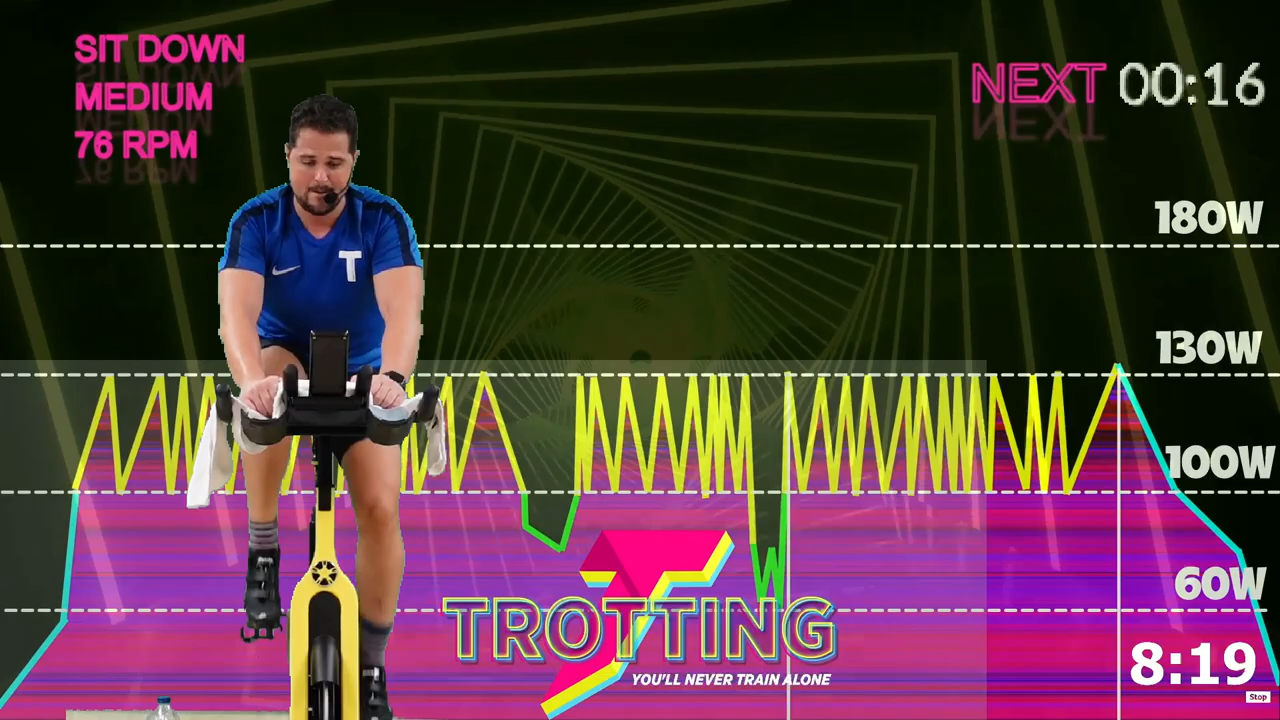 SIT DOWN
MEDIUM
76 RPM
NEXT 00:16
NEXT
180W
130W
100W
60W
T
TROTTING
YOU'LL NEVER TRAIN ALONE
8:19
Stop